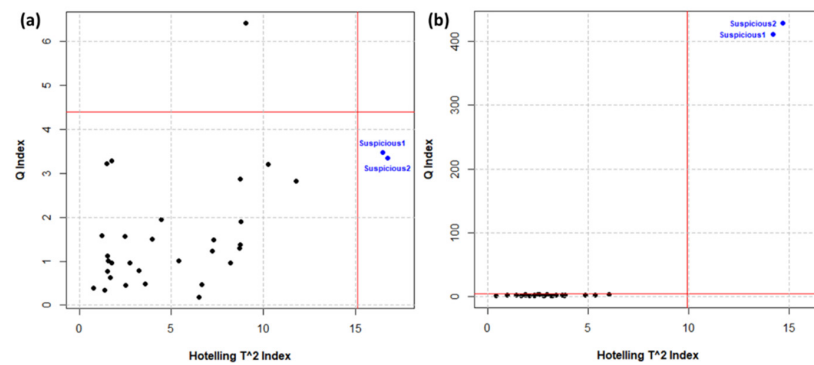 (a)
6
5
4
3
2
1
0
Q Index
Suspicious1
Suspicious2
0
5
10
15
Hotelling T^2 Index
(b)
400
300
200
100
0
Q Index
Suspicious2
Suspicious1
0
5
10
15
Hotelling T^2 Index